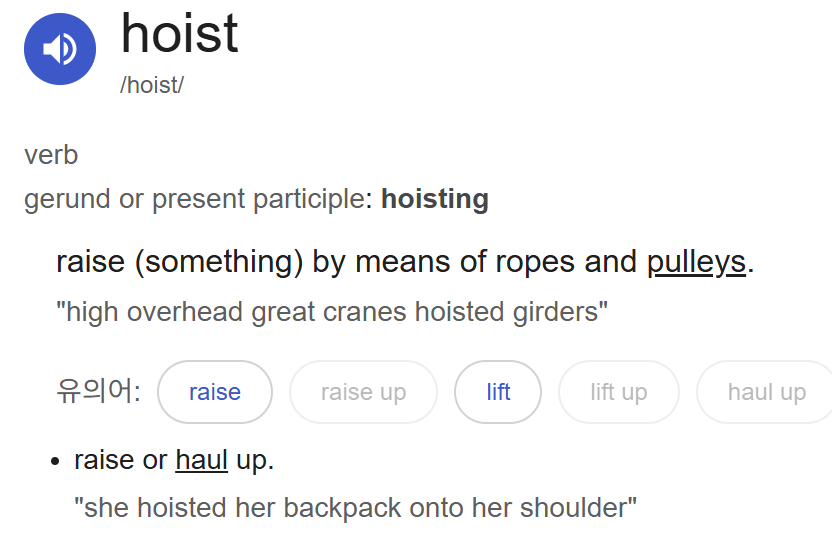 hoist
/hoist/
verb
gerund or present participle: hoisting
raise (something) by means of ropes and pulleys.
"high overhead great cranes hoisted girders"
유의어: raise raise up lift lift up haul up
• raise or haul up.
"she hoisted her backpack onto her shoulder"